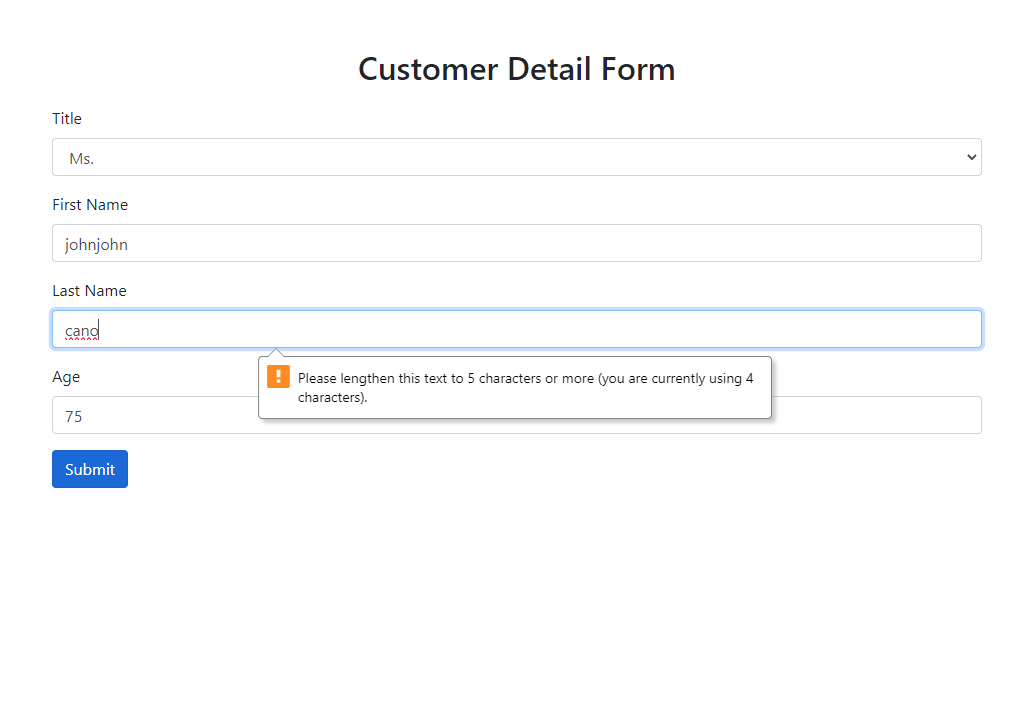 Customer Detail Form
Title
Ms.
First Name
johnjohn
Last Name
cano
Please lengthen this text to 5 characters or more (you are currently using 4
characters).
Age
75
Submit